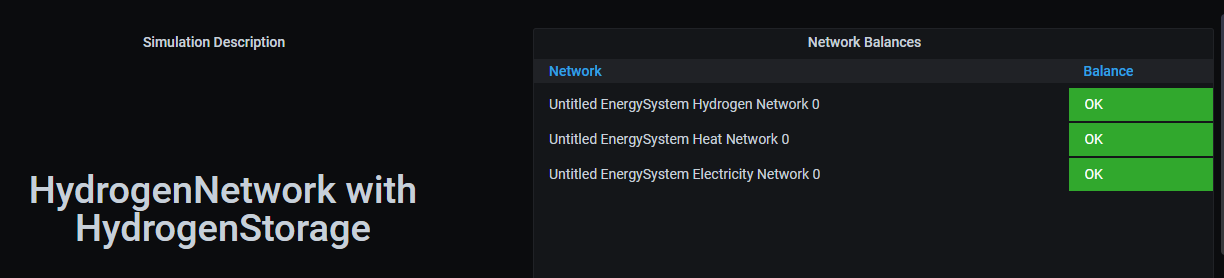 Simulation Description
HydrogenNetwork with
HydrogenStorage
Network Balances
Network Balance
Untitled EnergySystem Hydrogen Network 0 OK
Untitled EnergySystem Heat Network 0 OK
Untitled EnergySystem Electricity Network 0 OK